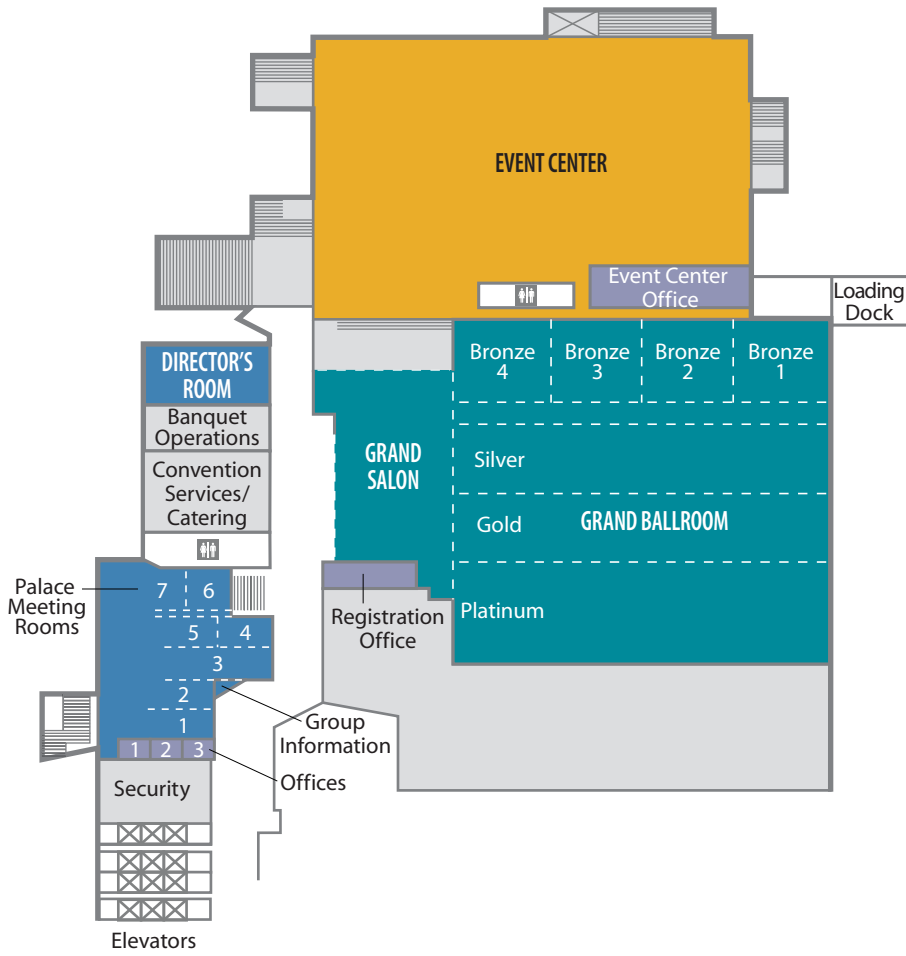 EVENT CENTER
Event Center
Office
Loading
Dock
Bronze
4
Bronze
3
Bronze
2
Bronze
1
DIRECTOR'S
ROOM
Banquet
Operations
Convention
Services/
Catering
GRAND
SALON
Silver
Gold
GRAND BALLROOM
Platinum
Registration
Office
Palace
Meeting
Rooms
7
6
5
4
3
2
1
Group
Information
1
2
3
Offices
Security
Elevators